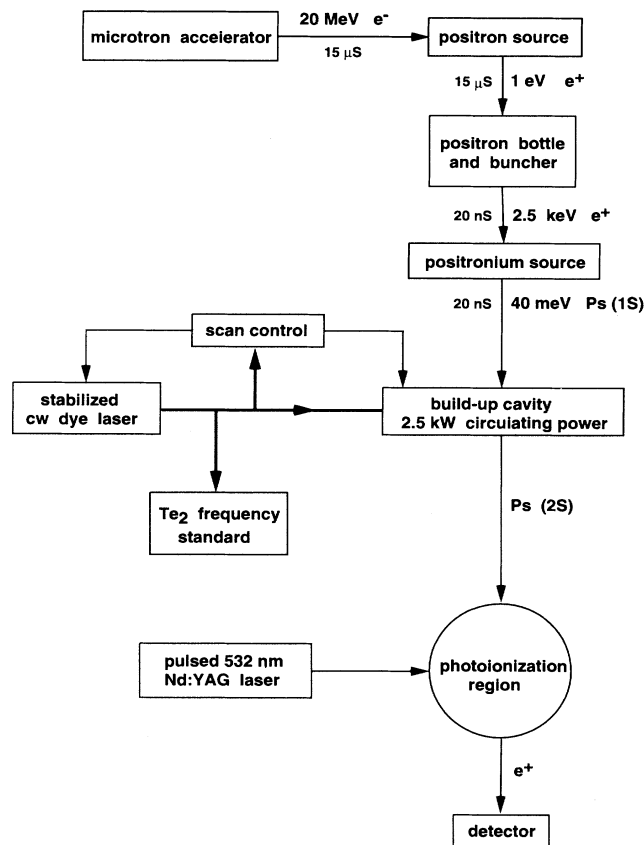 20 MeV e-
microtron accelerator
15 μS
positron source
15 μS 1 eV e+
positron bottle
and buncher
20 nS 2.5 keV e+
positronium source
20 nS 40 meV Ps (1S)
scan control
stabilized
cw dye laser
build-up cavity
2.5 kW circulating power
Te2 frequency
standard
Ps (2S)
pulsed 532 nm
Nd:YAG laser
photoionization
region
e+
detector